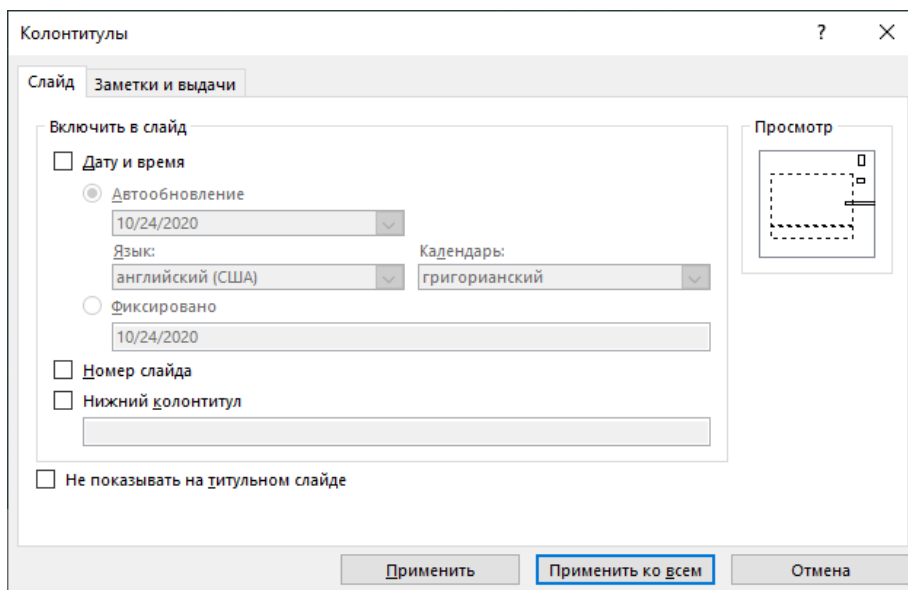 Колонтитулы
?
Слайд Заметки и выдачи
Включить в слайд
Просмотр
Дату и время
Автообновление
10/24/2020
Язык: Календарь:
английский (США) григорианский
Фиксировано
10/24/2020
Номер слайда
Нижний колонтитул
Не показывать на титульном слайде
Применить Применить ко всем Отмена